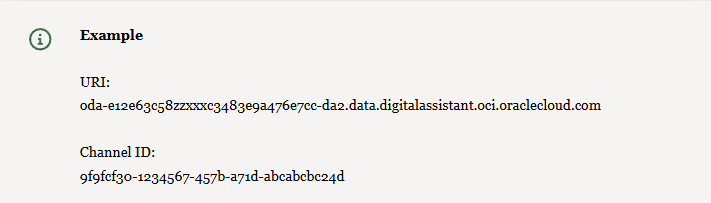 Example
URI:
oda-e12e63c58zzxxxc3483e9a476e7cc-da2.data.digitalassistant.oci.oraclecloud.com
Channel ID:
9f9fcf30-1234567-457b-a71d-abcabcbc24d